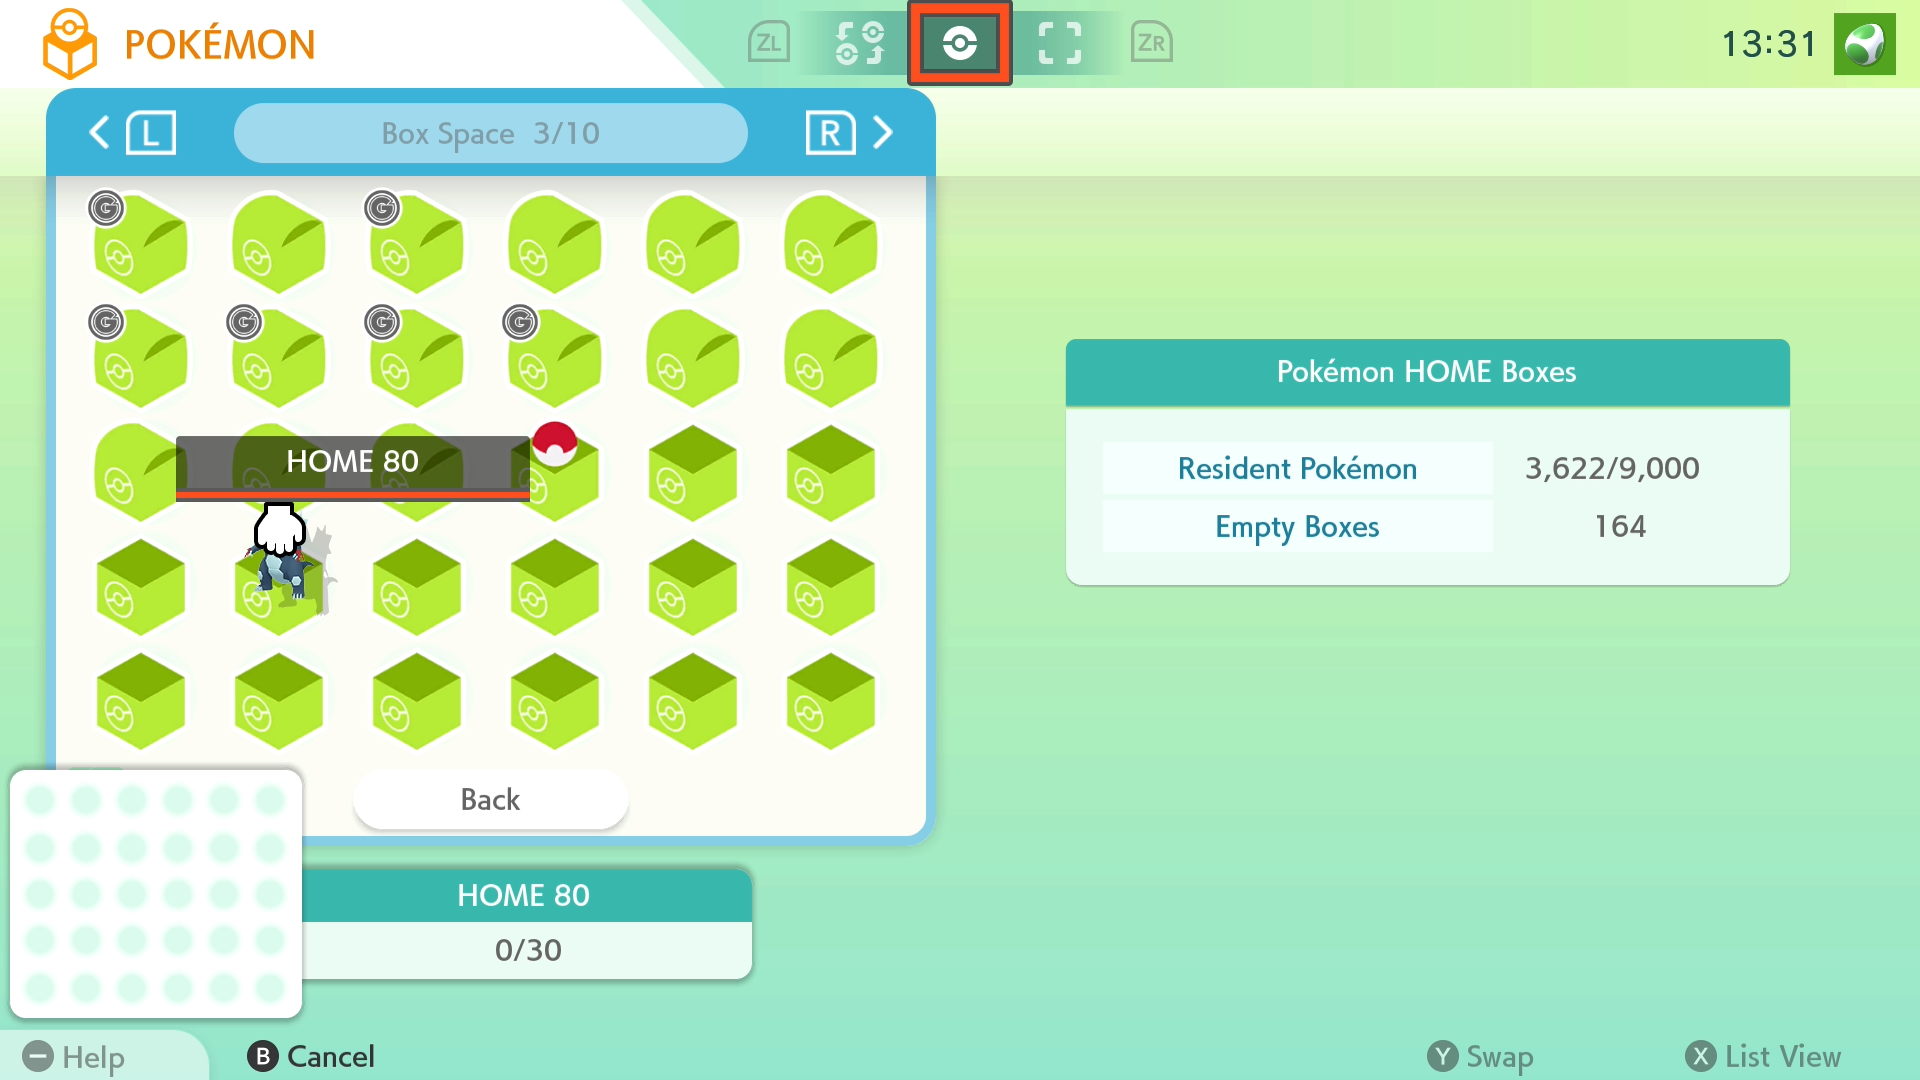 POKÉMON
ZL
ZR
13:31
L
Box Space 3/10
R
G
G
G
G
G
G
HOME 80
Pokémon HOME Boxes
Resident Pokémon 3,622/9,000
Empty Boxes 164
Back
HOME 80
0/30
Help
B Cancel
Y Swap
X List View